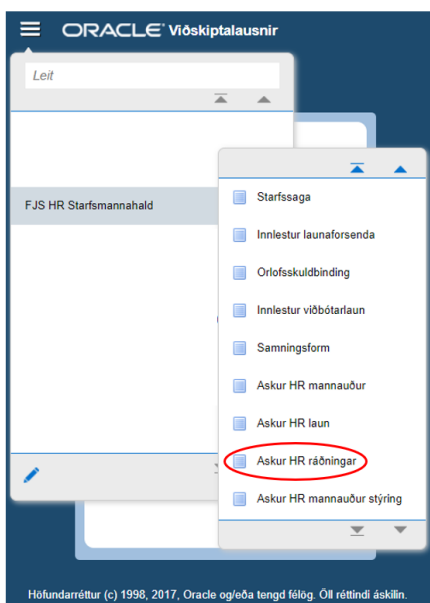 ORACLE Viðskiptalausnir
Leit
FJS HR Starfsmannahald
Starfssaga
Innlestur launaforsenda
Orlofsskuldbinding
Innlestur viðbótarlaun
Samningsform
Askur HR mannauður
Askur HR laun
Askur HR ráðningar
Askur HR mannauður stýring
Höfundarréttur (c) 1998, 2017, Oracle og/eða tengd félög. Öll réttindi áskilin.